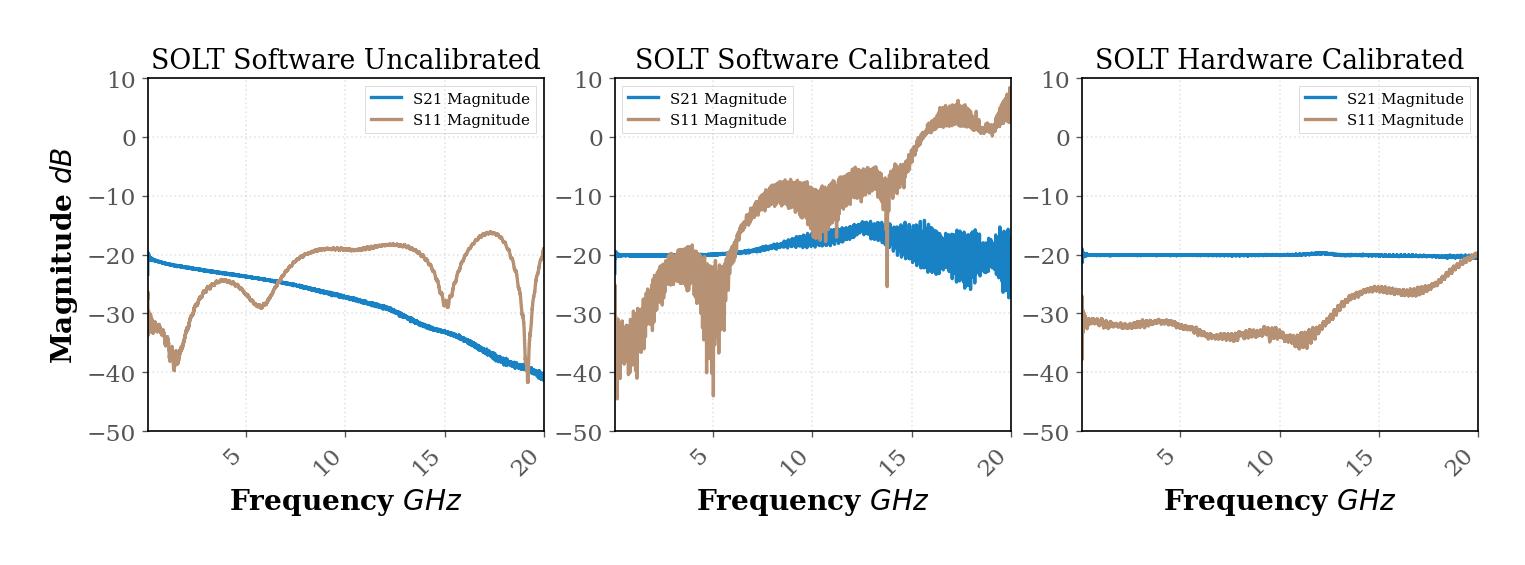 SOLT Software Uncalibrated
10
0
−10
−20
−30
−40
−50
5
10
15
20
Magnitude dB
Frequency GHz
S21 Magnitude
S11 Magnitude
SOLT Software Calibrated
10
0
−10
−20
−30
−40
−50
5
10
15
20
Frequency GHz
S21 Magnitude
S11 Magnitude
SOLT Hardware Calibrated
10
0
−10
−20
−30
−40
−50
5
10
15
20
Frequency GHz
S21 Magnitude
S11 Magnitude